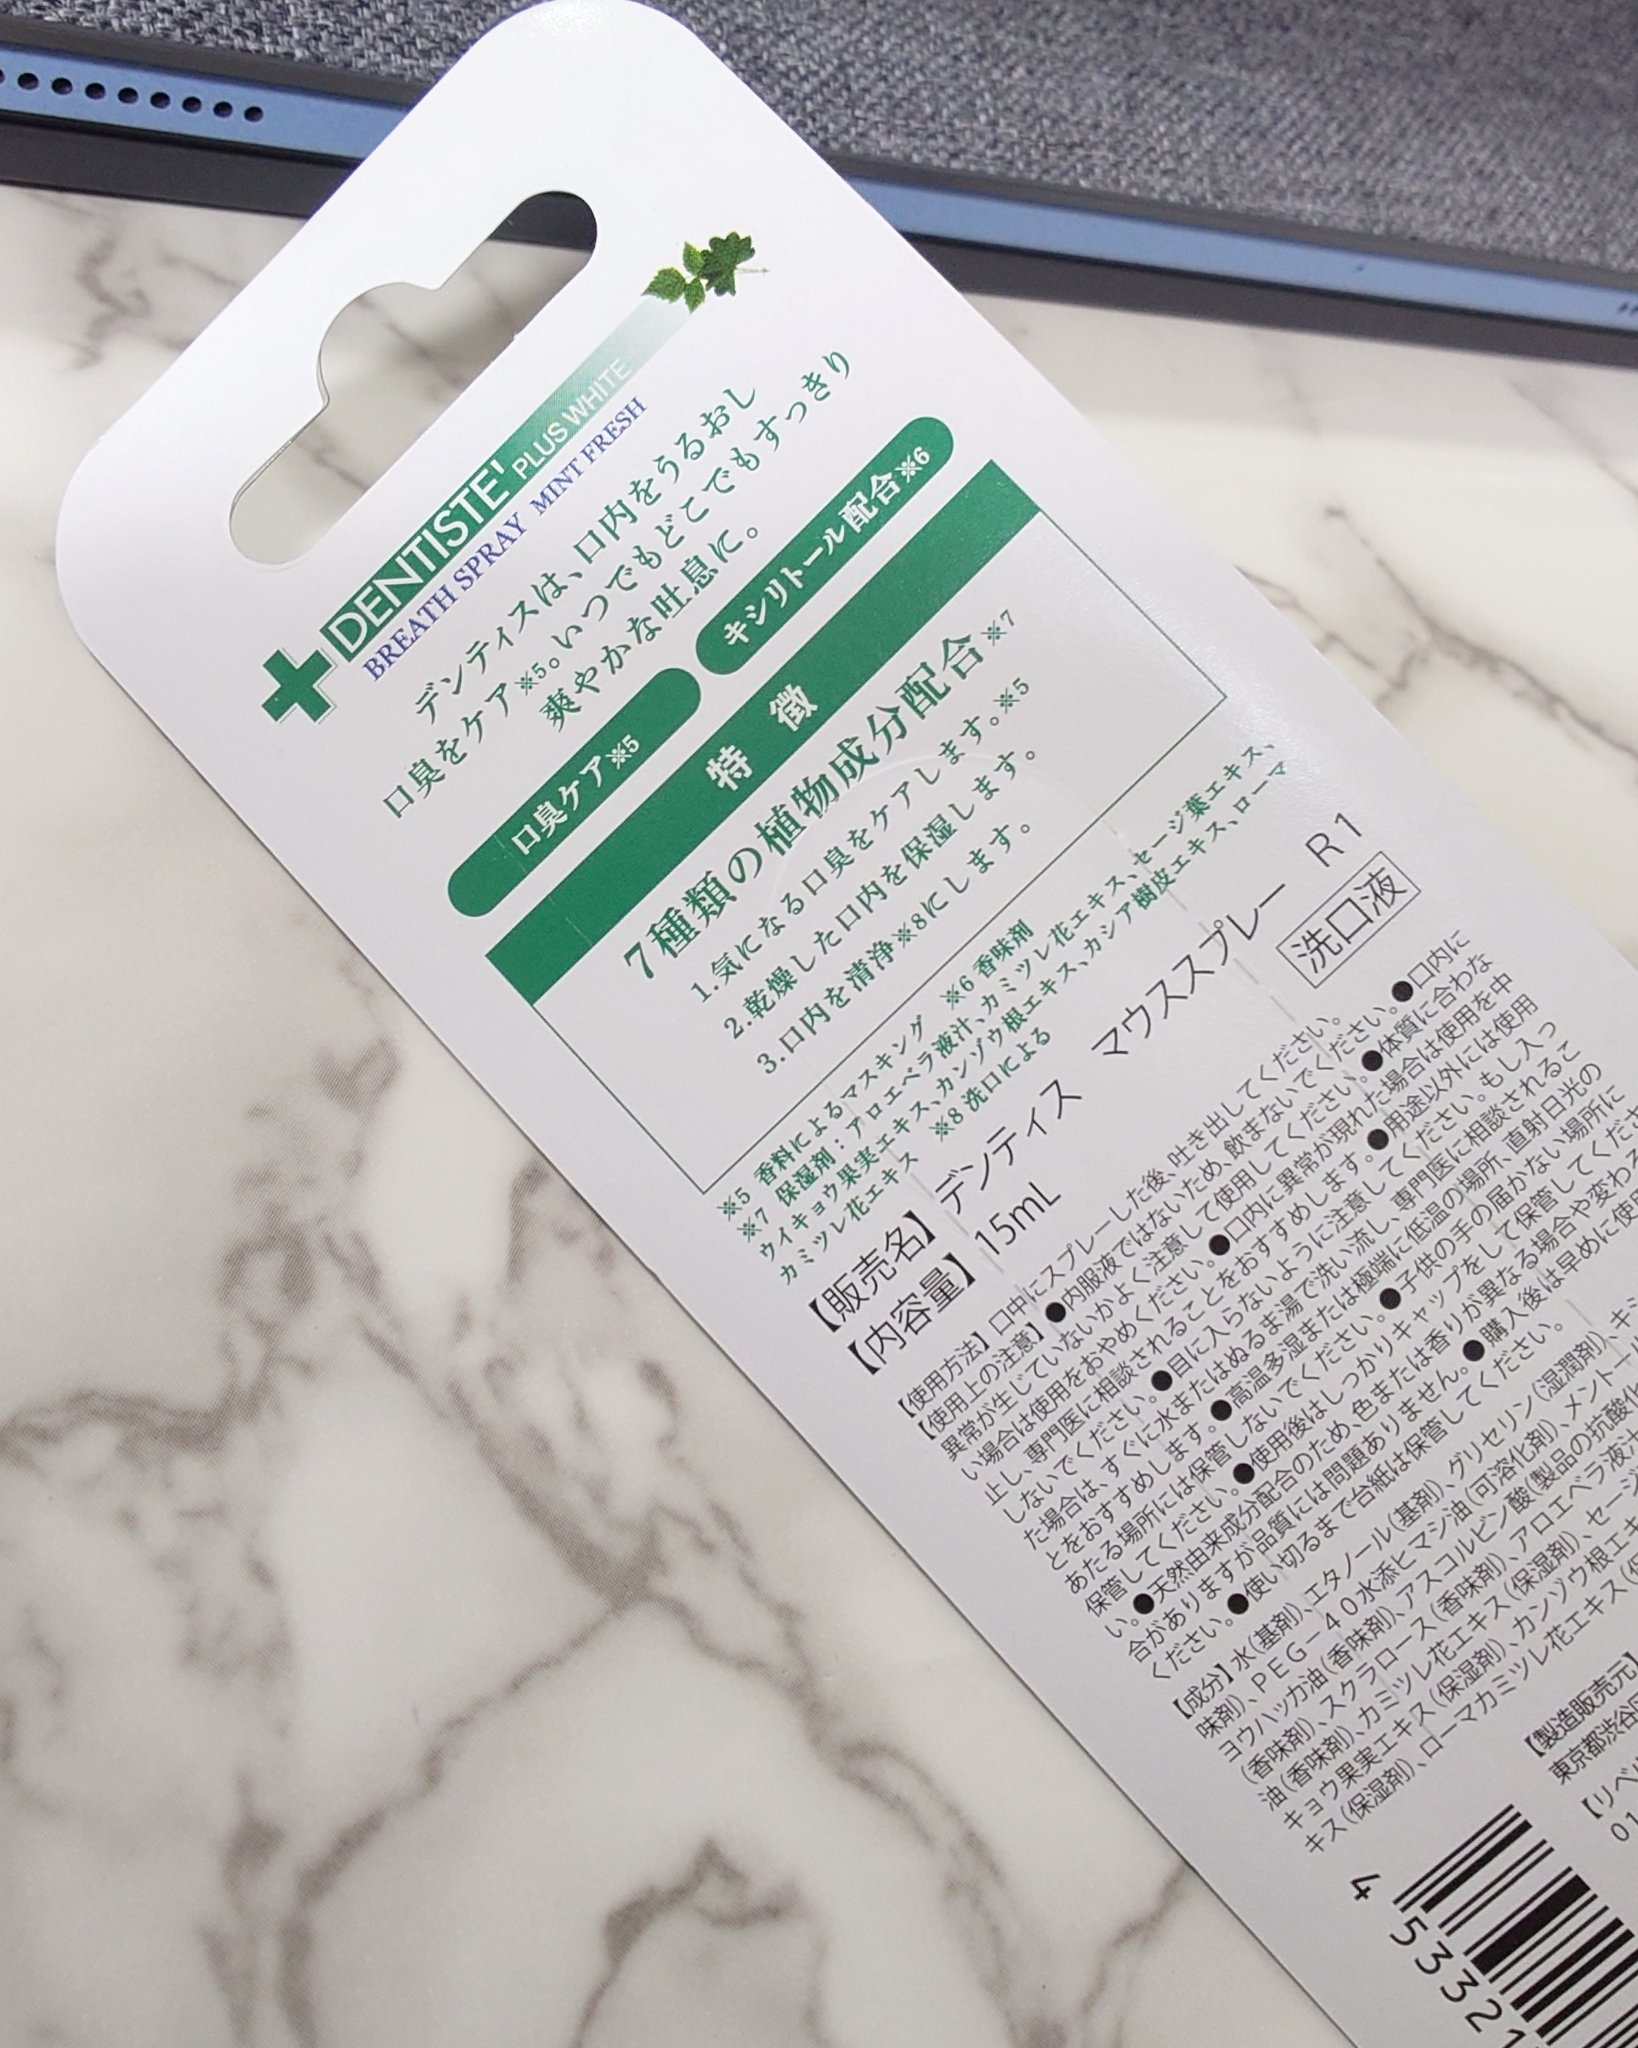 DENTISTE' PLUS WHITE
BREATH SPRAY MINT FRESH
デンティスは、口内をうるおし
口臭をケア※5。いつでもどこでもすっきり
爽やかな吐息に。
口臭ケア※5
キシリトール配合※6
特徴
7種類の植物成分配合※7
1.気になる口臭をケアします。※5
2.乾燥した口内を保湿します。
3.口内を清浄※8にします。
※5 香料によるマスキング ※6 香味剤
※7 保湿剤：アロエベラ液汁、カミツレ花エキス、セージ葉エキス、
ウイキョウ果実エキス、カンゾウ根エキス、カシア樹皮エキス、ローマ
カミツレ花エキス ※8 洗口による
【販売名】 デンティス マウススプレー R1
【内容量】 15mL
洗口液
【使用方法】口中にスプレーした後、吐き出してください。
【使用上の注意】●内服液ではないため、飲まないでください。●口内に
異常が生じていないかよく注意して使用してください。●体質に合わな
い場合は使用をおやめください。●口内に異常が現れた場合は使用を中
止し、専門医に相談されることをおすすめします。●用途以外には使用
しないでください。●目に入らないように注意してください。もし入っ
た場合は、すぐに水またはぬるま湯で洗い流し、専門医に相談されるこ
とをおすすめします。●高温多湿または極端に低温の場所、直射日光の
あたる場所には保管しないでください。●子供の手の届かない場所に
保管してください。●使用後はしっかりキャップをして保管してくださ
い。●天然由来成分配合のため、色または香りが異なる場合や変わる
合がありますが品質には問題ありません。●購入後は早めに使用
ください。●使い切るまで台紙は保管してください。
【成分】水(基剤)、エタノール(基剤)、グリセリン(湿潤剤)、キシ
味剤)、PEG－40水添ヒマシ油(可溶化剤)、メントール
ヨウハッカ油(香味剤)、アスコルビン酸(製品の抗酸化
(香味剤)、スクラロース(香味剤)、アロエベラ液汁
油(香味剤)、カミツレ花エキス(保湿剤)、セージ
キョウ果実エキス(保湿剤)、カンゾウ根エキ
キス(保湿剤)、ローマカミツレ花エキス(保
【製造販売元】
東京都渋谷区
【リベル
01
4 53321